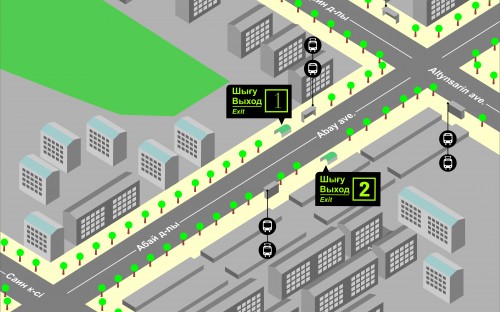 Altynsarin ave.
Шығу
Выход
Exit
1
Abay ave.
Шығу
Выход
Exit
2
Абай д-лы
Саин к-сі